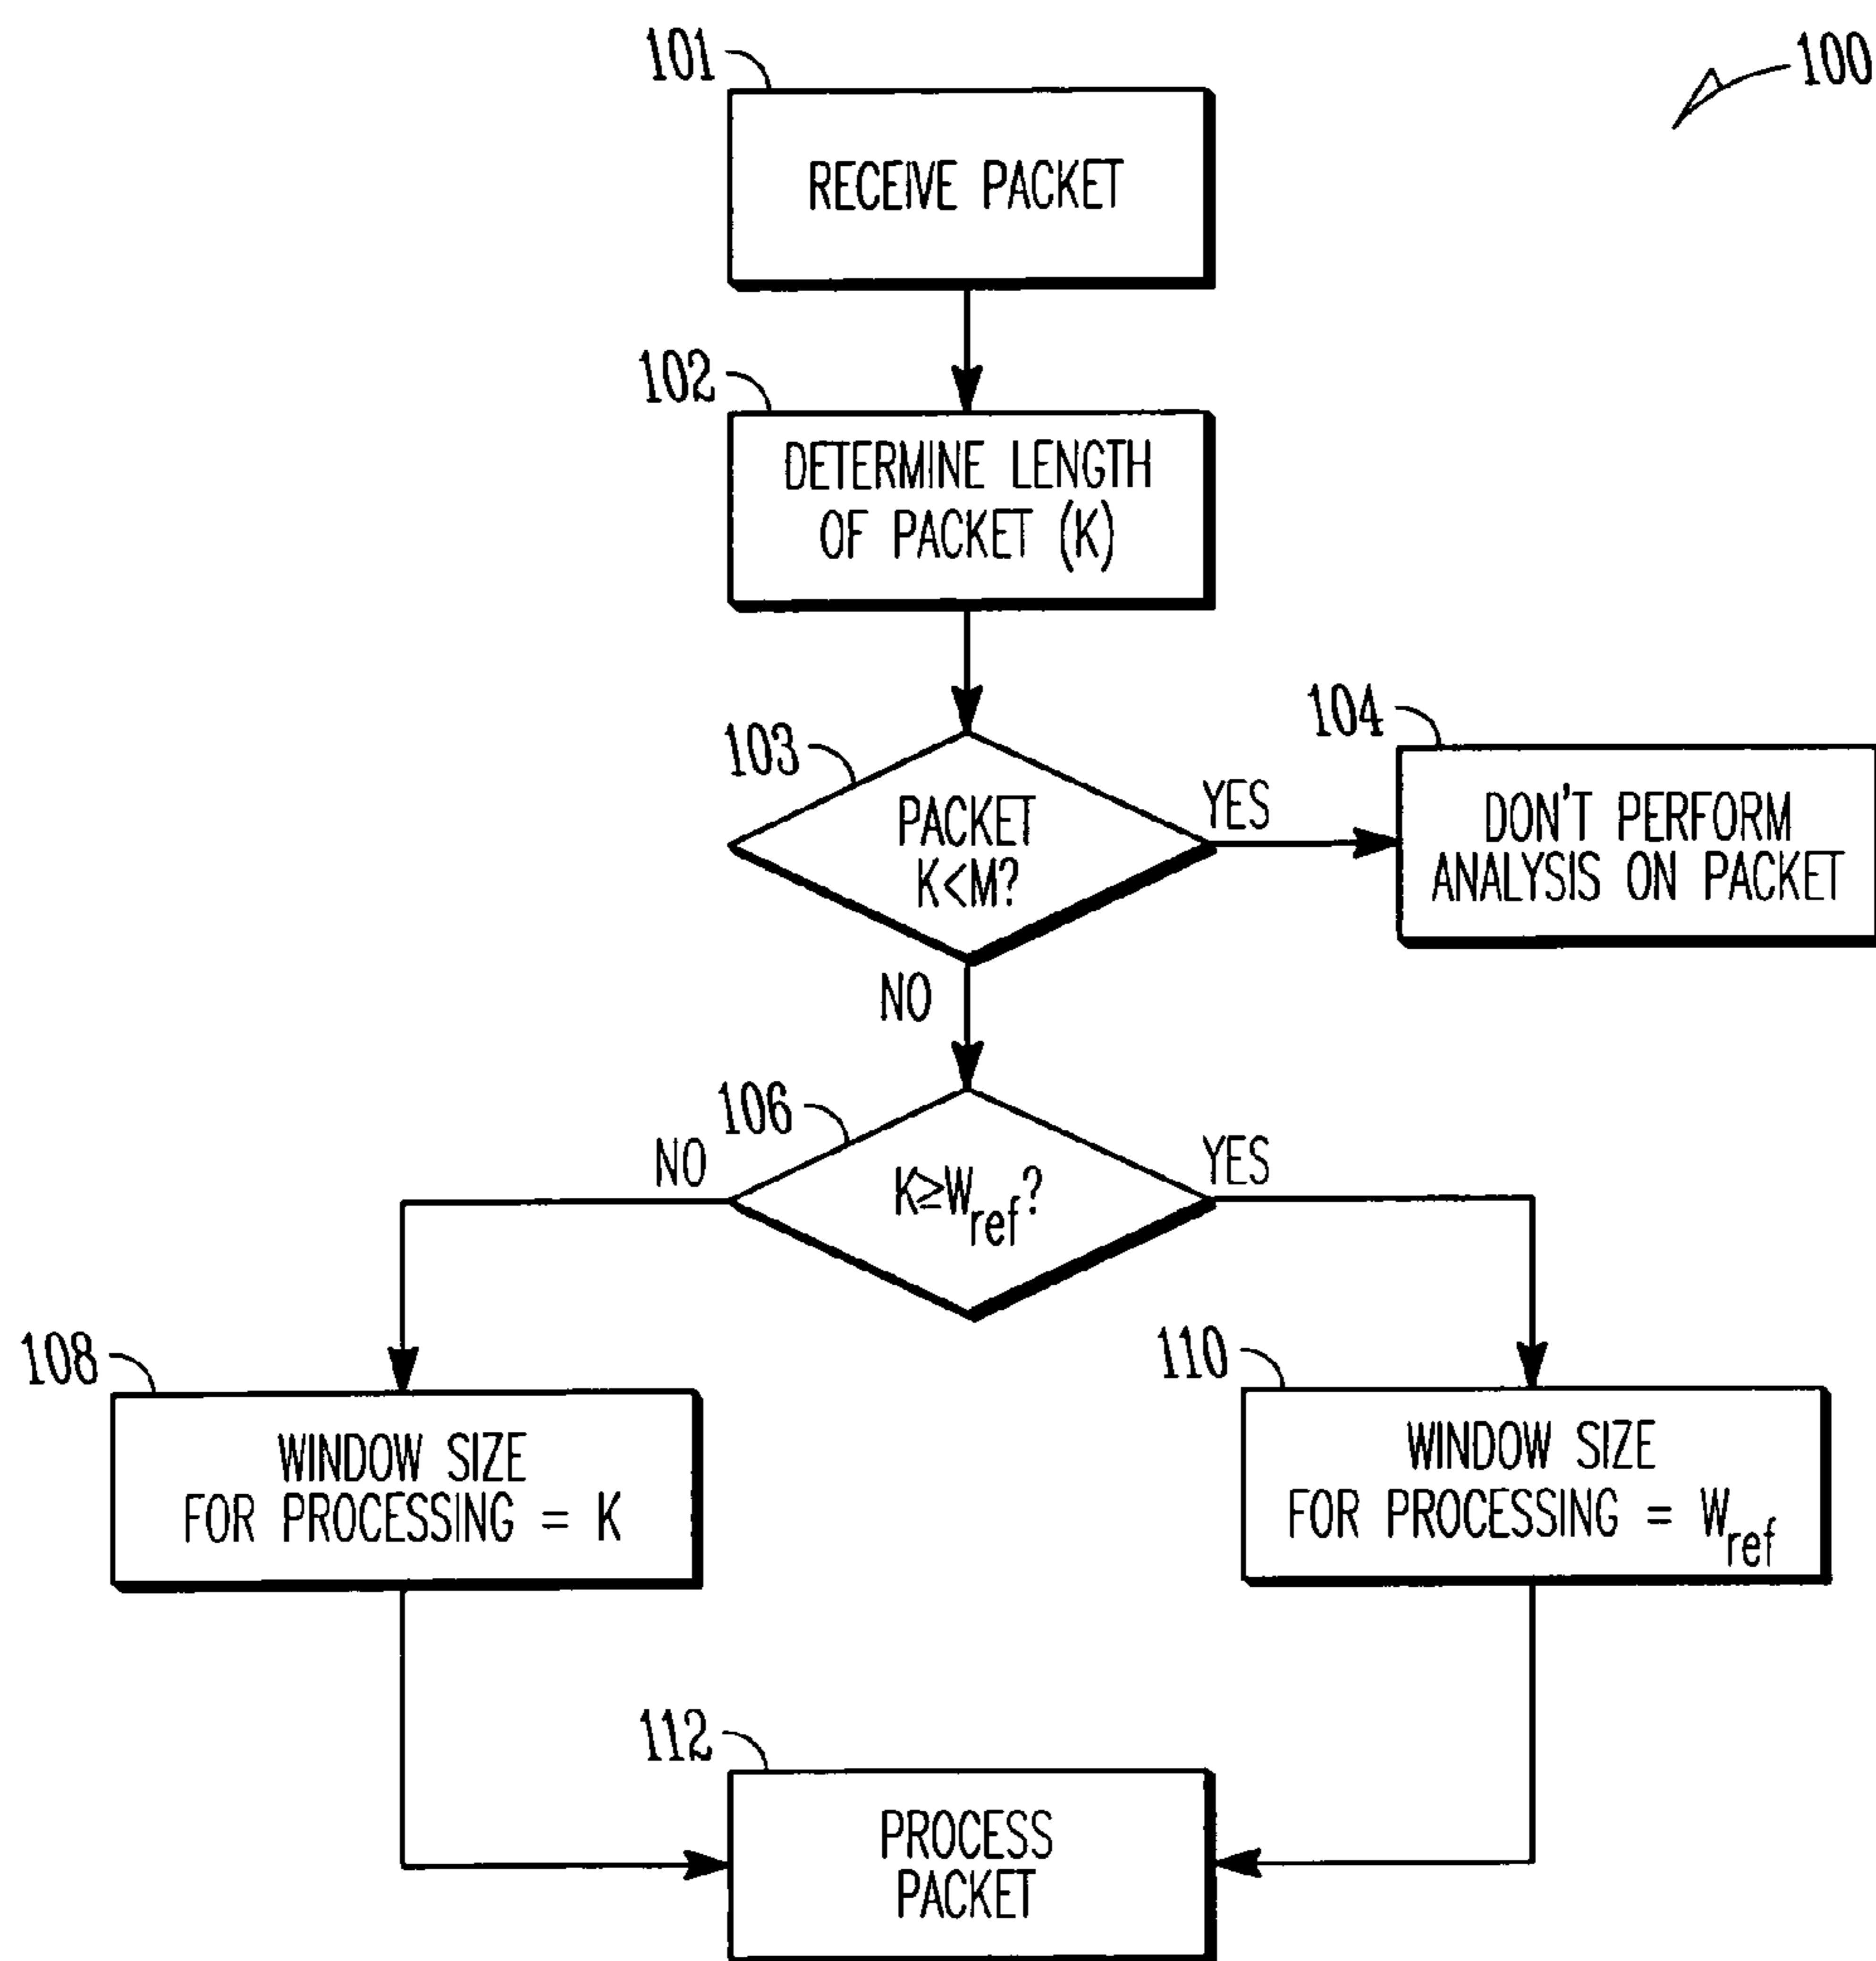 100
101
RECEIVE PACKET
102
DETERMINE LENGTH
OF PACKET (K)
103
PACKET
K<M?
YES
104
DON'T PERFORM
ANALYSIS ON PACKET
NO
106
K≥Wref?
NO
YES
108
WINDOW SIZE
FOR PROCESSING = K
110
WINDOW SIZE
FOR PROCESSING = Wref
112
PROCESS
PACKET